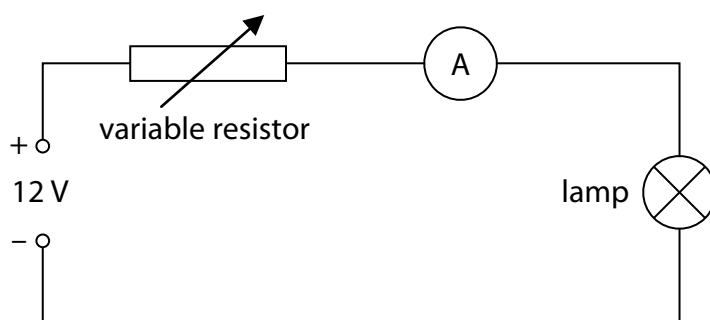 A
variable resistor
+
12 V
lamp
–